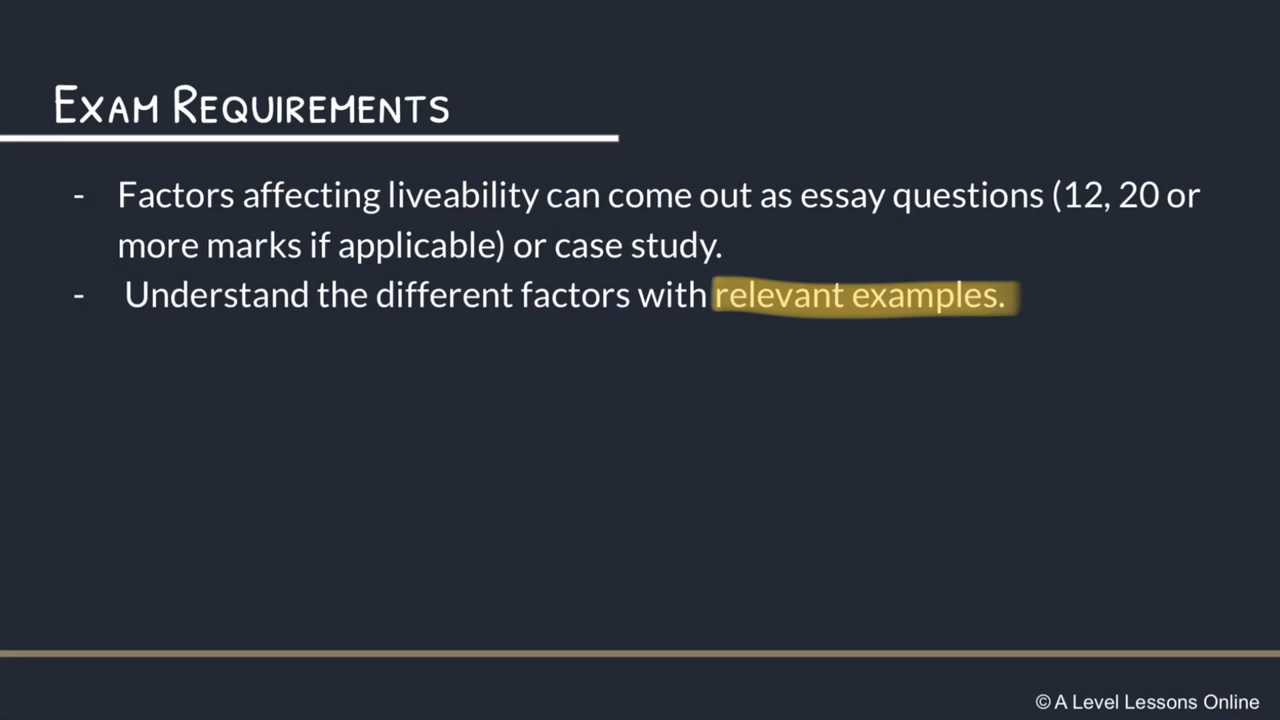 Exam Requirements
- Factors affecting liveability can come out as essay questions (12, 20 or
more marks if applicable) or case study.
- Understand the different factors with relevant examples.
© A Level Lessons Online